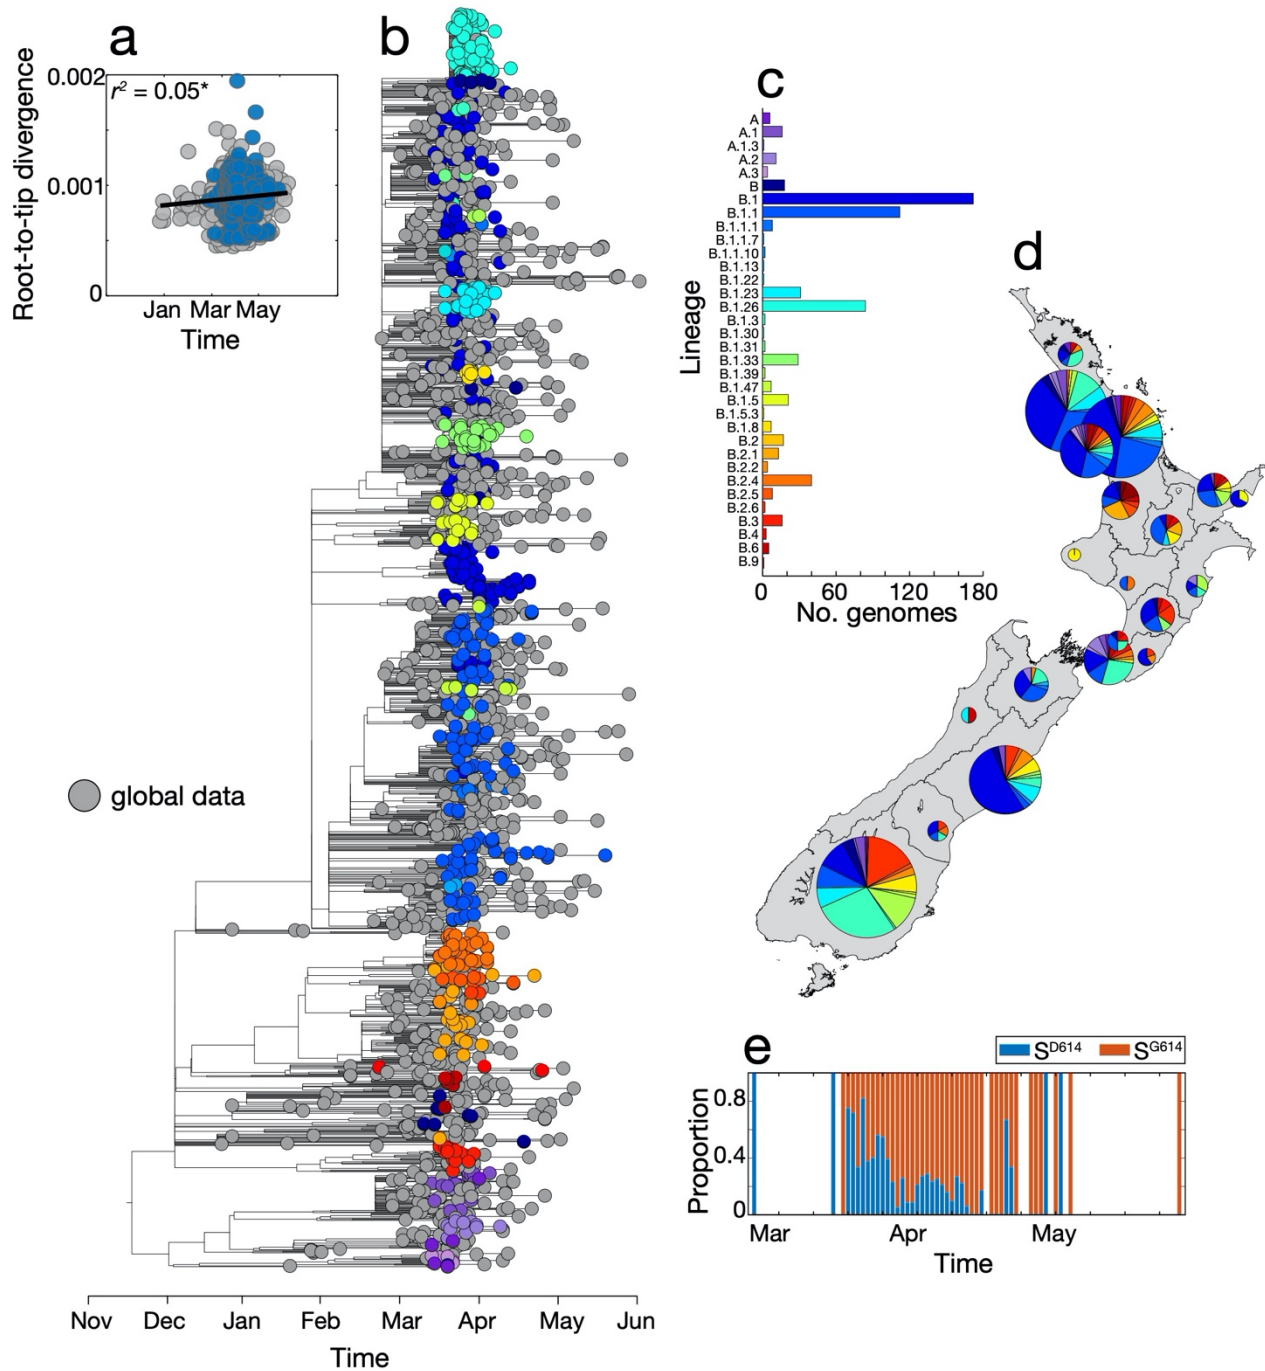 a
b
c
d
e
Root-to-tip divergence
0.002
0.001
0
r² = 0.05*
Jan Mar May
Time
global data
Nov Dec Jan Feb Mar Apr May Jun
Time
Lineage
A
A.1
A.1.3
A.2
A.3
B
B.1
B.1.1
B.1.1.1
B.1.1.7
B.1.1.10
B.1.13
B.1.22
B.1.23
B.1.26
B.1.3
B.1.30
B.1.31
B.1.33
B.1.39
B.1.47
B.1.5
B.1.5.3
B.1.8
B.2
B.2.1
B.2.2
B.2.4
B.2.5
B.2.6
B.3
B.4
B.6
B.9
0 60 120 180
No. genomes
S^D614 S^G614
Proportion
0.8
0.4
0
Mar Apr May
Time